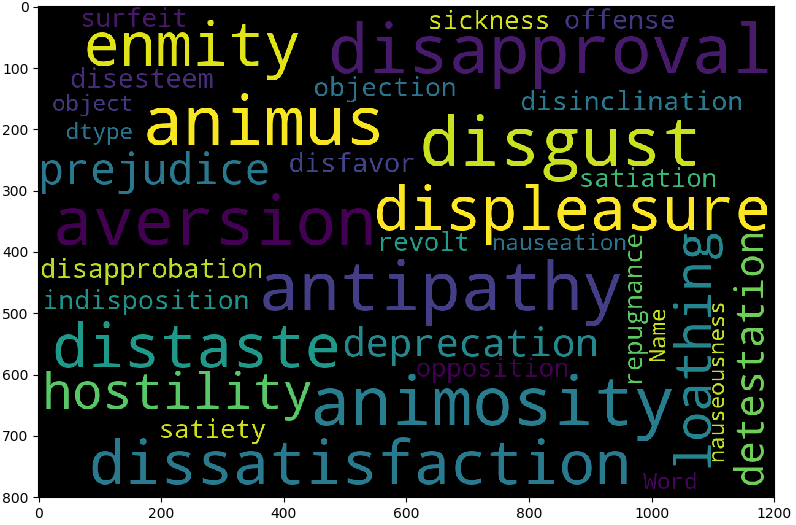 0
100
200
300
400
500
600
700
800
0 200 400 600 800 1000 1200
surfeit
sickness offense
enmity disapproval
disesteem
objection
object
disinclination
animus
dtype
disgust
prejudice
disfavor
satiation
aversion
displeasure
revolt nauseation
disapprobation
antipathy
indisposition
distaste
deprecation
opposition
hostility
animosity
satiety
dissatisfaction
Word
repugnance
Name
loathing
nauseousness
detestation